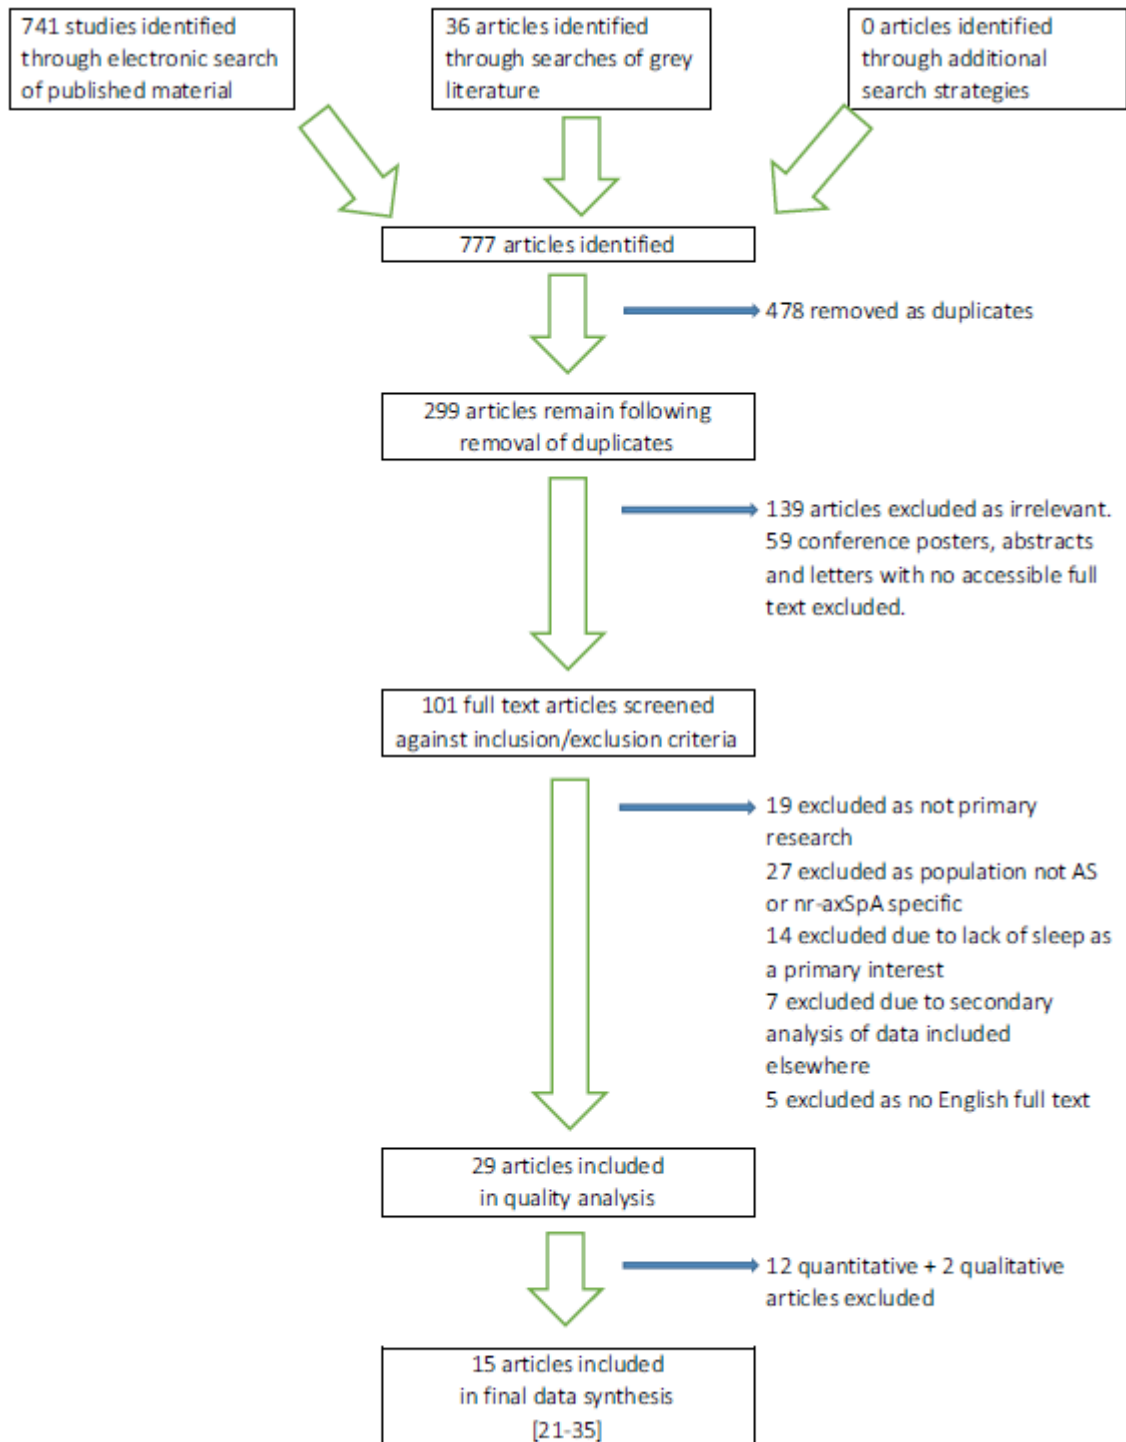 741 studies identified
through electronic search
of published material
36 articles identified
through searches of grey
literature
0 articles identified
through additional
search strategies
777 articles identified
478 removed as duplicates
299 articles remain following
removal of duplicates
139 articles excluded as irrelevant.
59 conference posters, abstracts
and letters with no accessible full
text excluded.
101 full text articles screened
against inclusion/exclusion criteria
19 excluded as not primary
research
27 excluded as population not AS
or nr-axSpA specific
14 excluded due to lack of sleep as
a primary interest
7 excluded due to secondary
analysis of data included
elsewhere
5 excluded as no English full text
29 articles included
in quality analysis
12 quantitative + 2 qualitative
articles excluded
15 articles included
in final data synthesis
[21-35]